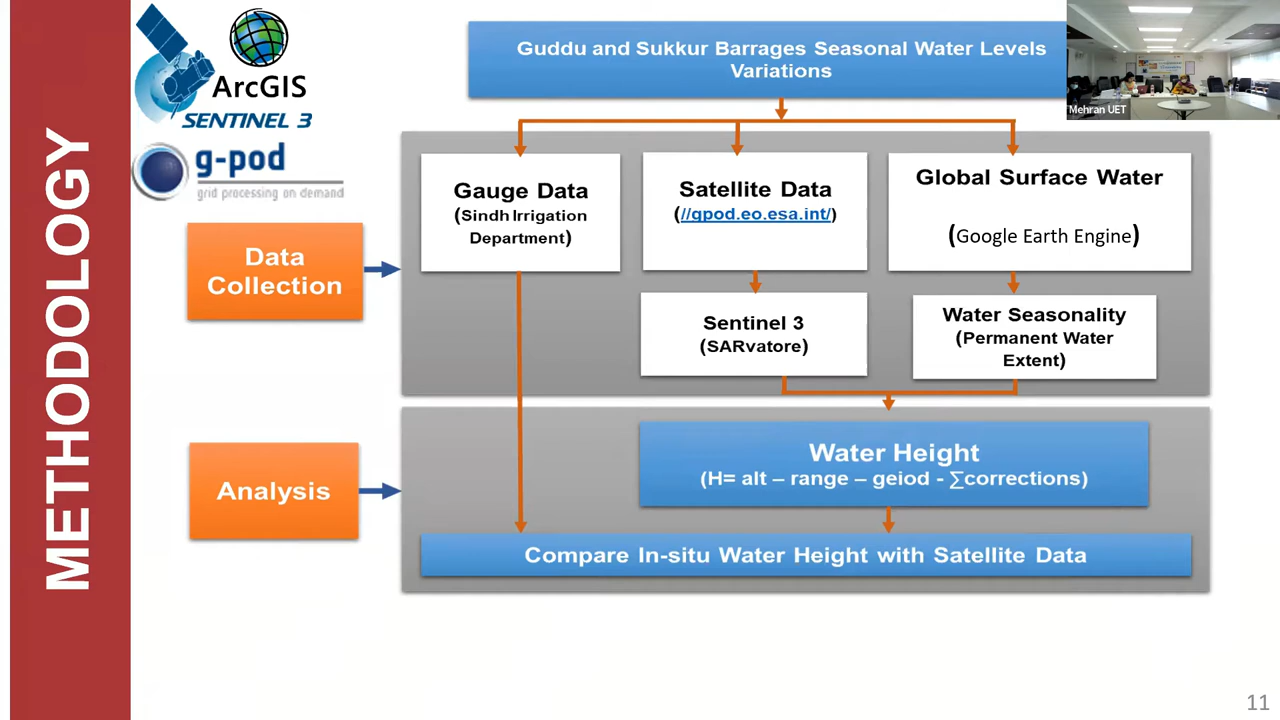 METHODOLOGY
ArcGIS
SENTINEL 3
g-pod
grid processing on demand
Guddu and Sukkur Barrages Seasonal Water Levels
Variations
Mehran UET
Data
Collection
Gauge Data
(Sindh Irrigation
Department)
Satellite Data
(//gpod.eo.esa.int/)
Global Surface Water
(Google Earth Engine)
Sentinel 3
(SARvatore)
Water Seasonality
(Permanent Water
Extent)
Analysis
Water Height
(H= alt – range – geiod - ∑corrections)
Compare In-situ Water Height with Satellite Data
11